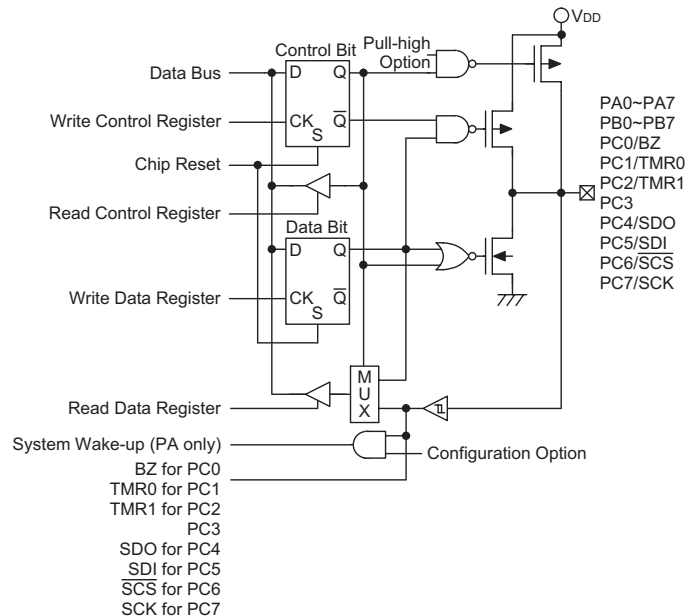 VDD
Control Bit
Pull-high
Option
Data Bus
D
Q
Write Control Register
CK
Q̅
S
Chip Reset
Read Control Register
Data Bit
D
Q
Write Data Register
CK
Q̅
S
M
U
X
Read Data Register
System Wake-up (PA only)
Configuration Option
BZ for PC0
TMR0 for PC1
TMR1 for PC2
PC3
SDO for PC4
SDI for PC5
S̅C̅S̅ for PC6
SCK for PC7
PA0~PA7
PB0~PB7
PC0/BZ
PC1/TMR0
PC2/TMR1
PC3
PC4/SDO
PC5/SDI
PC6/S̅C̅S̅
PC7/SCK